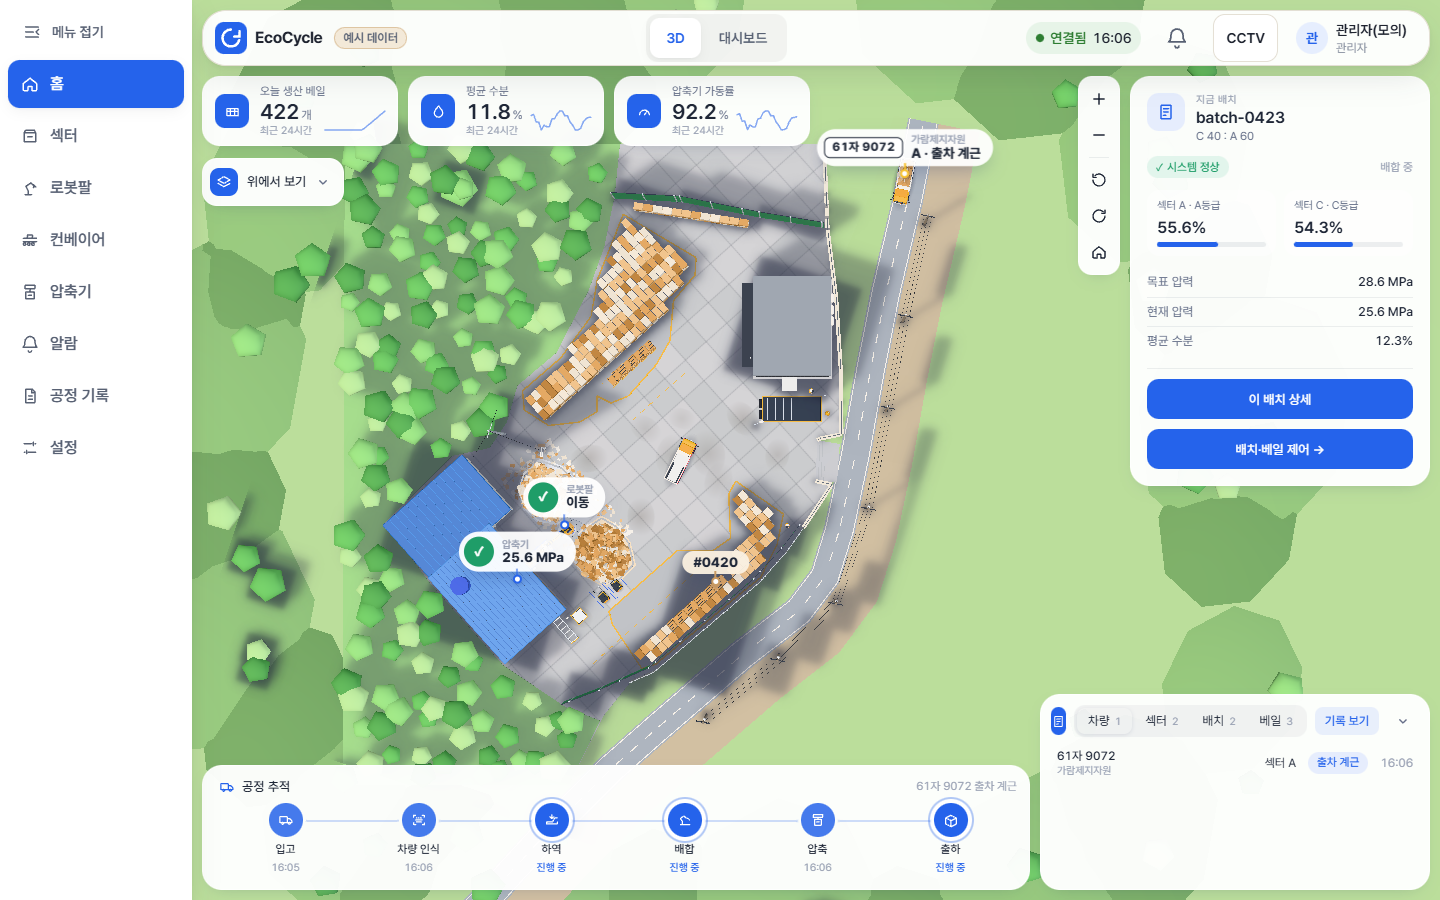 메뉴 접기
홈
섹터
로봇팔
컨베이어
압축기
알람
공정 기록
설정
EcoCycle
예시 데이터
3D
대시보드
연결됨 16:06
CCTV
관
관리자(모의)
관리자
오늘 생산 베일
422개
최근 24시간
평균 수분
11.8%
최근 24시간
압축기 가동률
92.2%
최근 24시간
위에서 보기
61자 9072
가람제지자원
A · 출차 계근
로봇팔
이동
압축기
25.6 MPa
#0420
지금 배치
batch-0423
C 40 : A 60
✓ 시스템 정상
배합 중
섹터 A · A등급
55.6%
섹터 C · C등급
54.3%
목표 압력 28.6 MPa
현재 압력 25.6 MPa
평균 수분 12.3%
이 배치 상세
배치·베일 제어 →
차량 1
섹터 2
배치 2
베일 3
기록 보기
61자 9072
가람제지자원
섹터 A
출차 계근
16:06
공정 추적
61자 9072 출차 계근
입고
16:05
차량 인식
16:06
하역
진행 중
배합
진행 중
압축
16:06
출하
진행 중